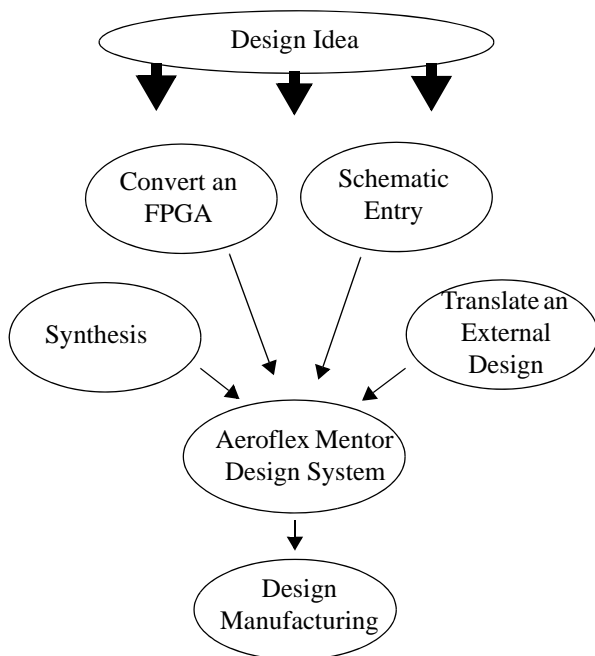 Design Idea
Convert an
FPGA
Schematic
Entry
Synthesis
Translate an
External
Design
Aeroflex Mentor
Design System
Design
Manufacturing